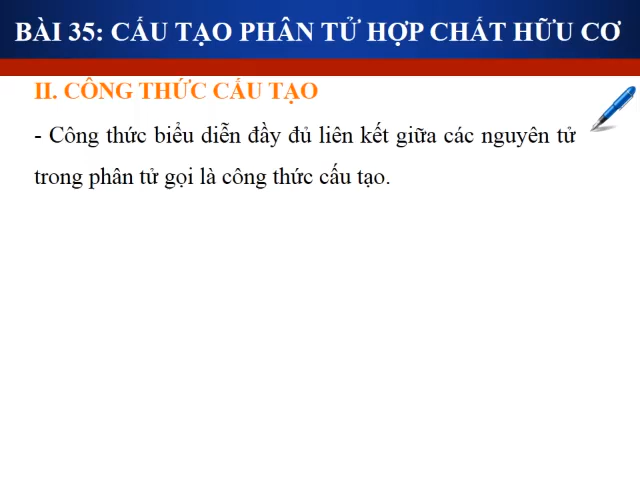 BÀI 35: CẤU TẠO PHÂN TỬ HỢP CHẤT HỮU CƠ
II. CÔNG THỨC CẤU TẠO
- Công thức biểu diễn đầy đủ liên kết giữa các nguyên tử
trong phân tử gọi là công thức cấu tạo.